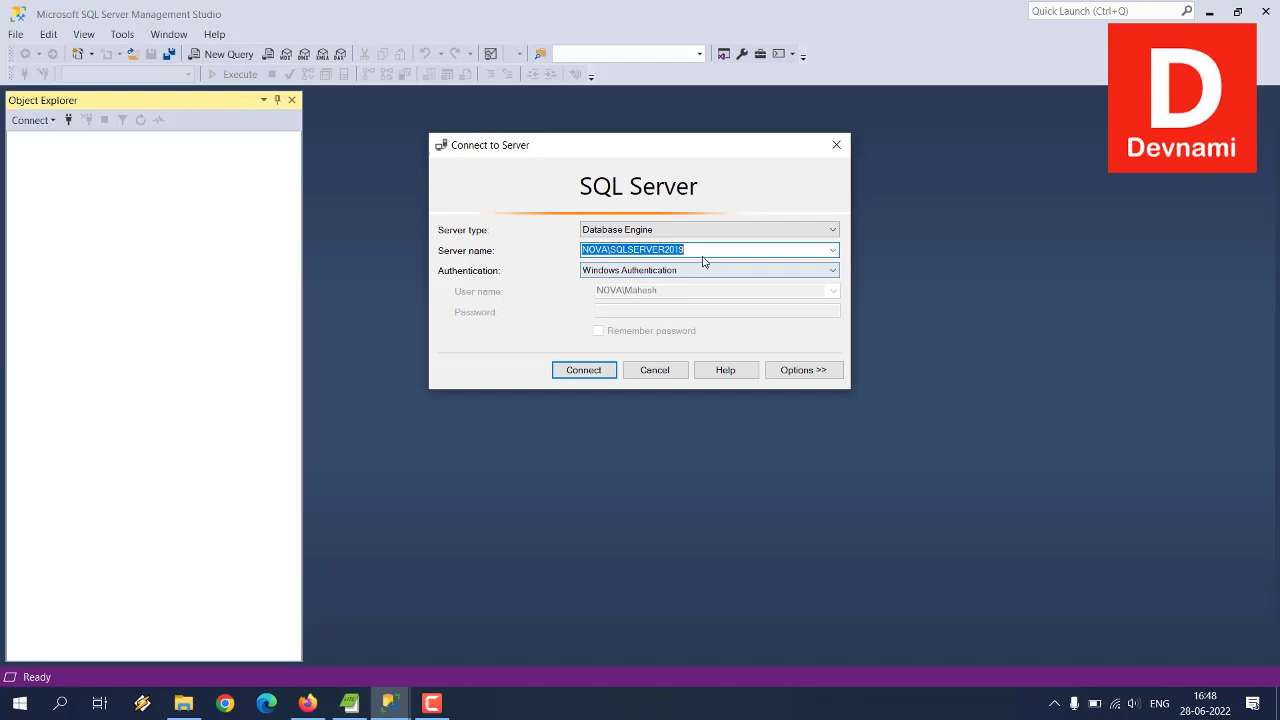 Microsoft SQL Server Management Studio
Quick Launch (Ctrl+Q)
File Edit View Tools Window Help
New Query
Execute
D
Devnami
Object Explorer
Connect
Connect to Server
SQL Server
Server type: Database Engine
Server name: NOVA\SQLSERVER2019
Authentication: Windows Authentication
User name: NOVA\Mahesh
Password:
Remember password
Connect Cancel Help Options >>
Ready
ENG
16:48
28-06-2022